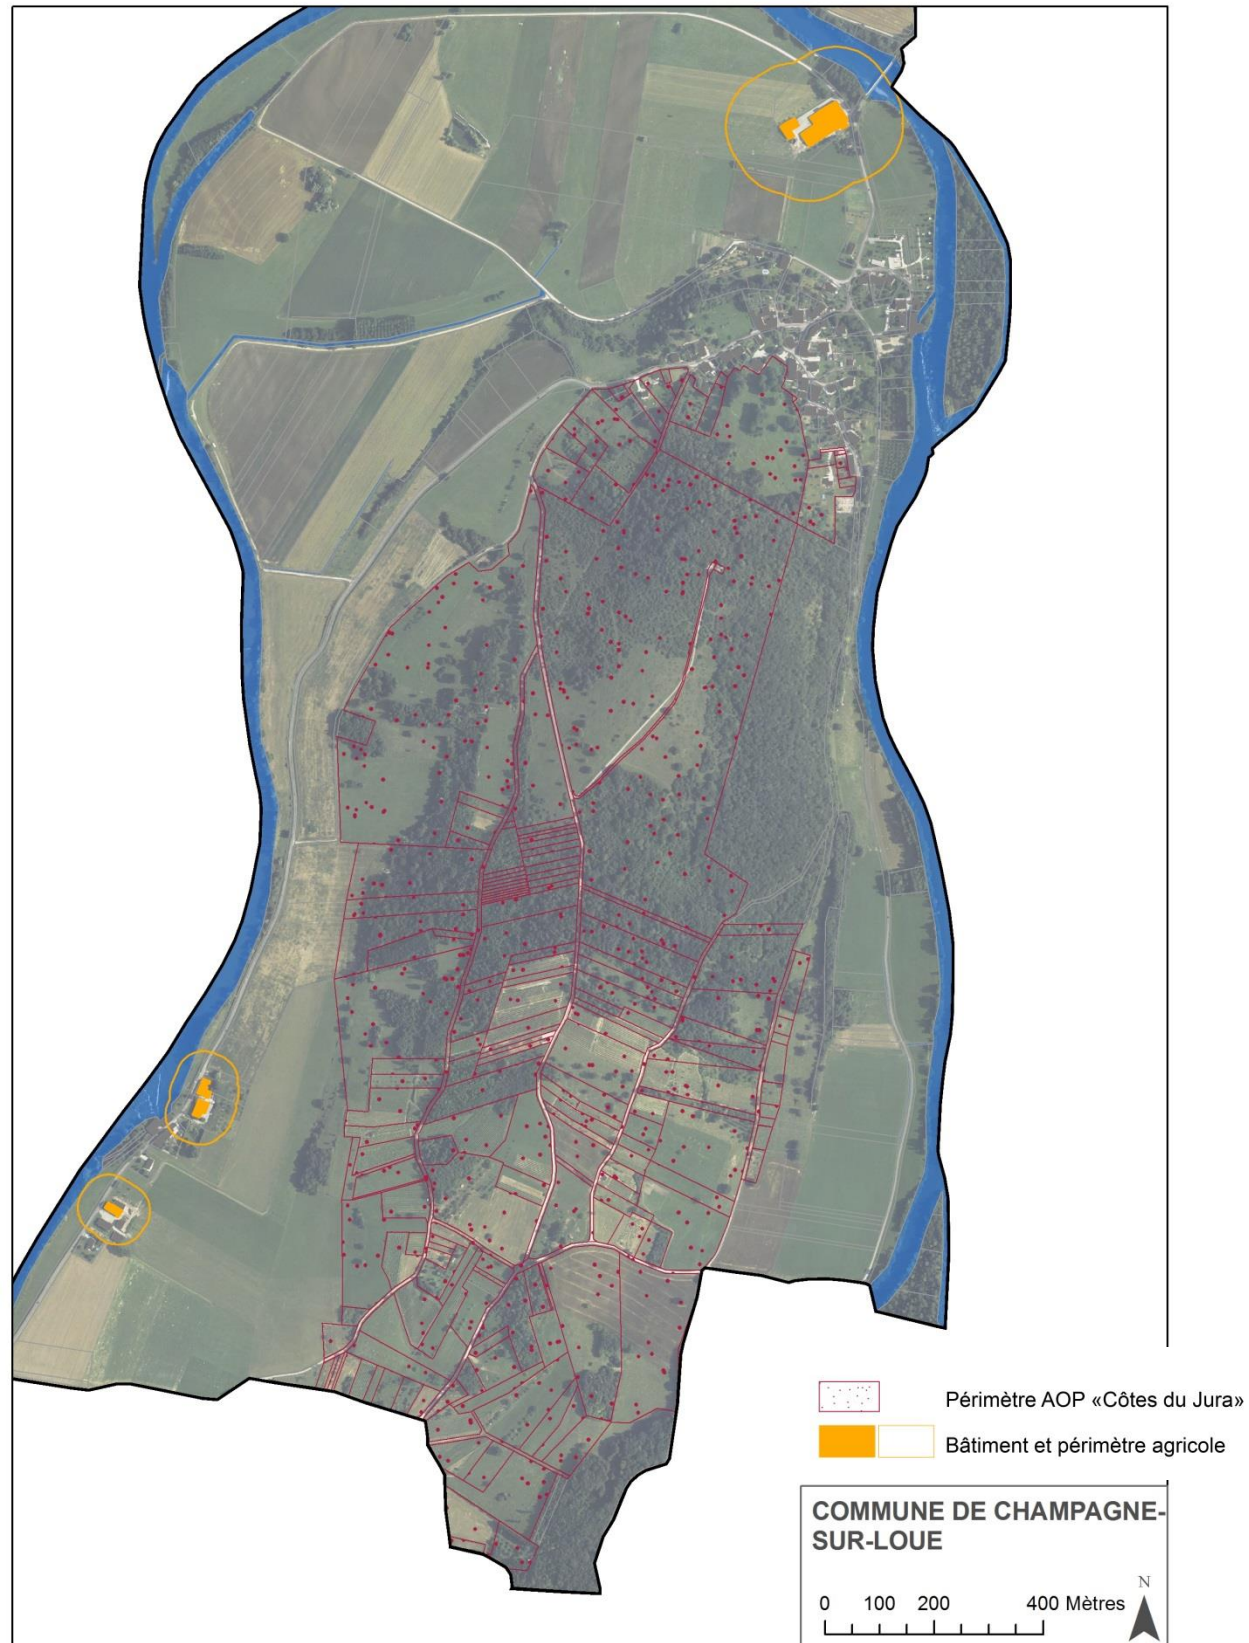 Périmètre AOP «Côtes du Jura»
Bâtiment et périmètre agricole
COMMUNE DE CHAMPAGNE-
SUR-LOUE
N
0 100 200 400 Mètres